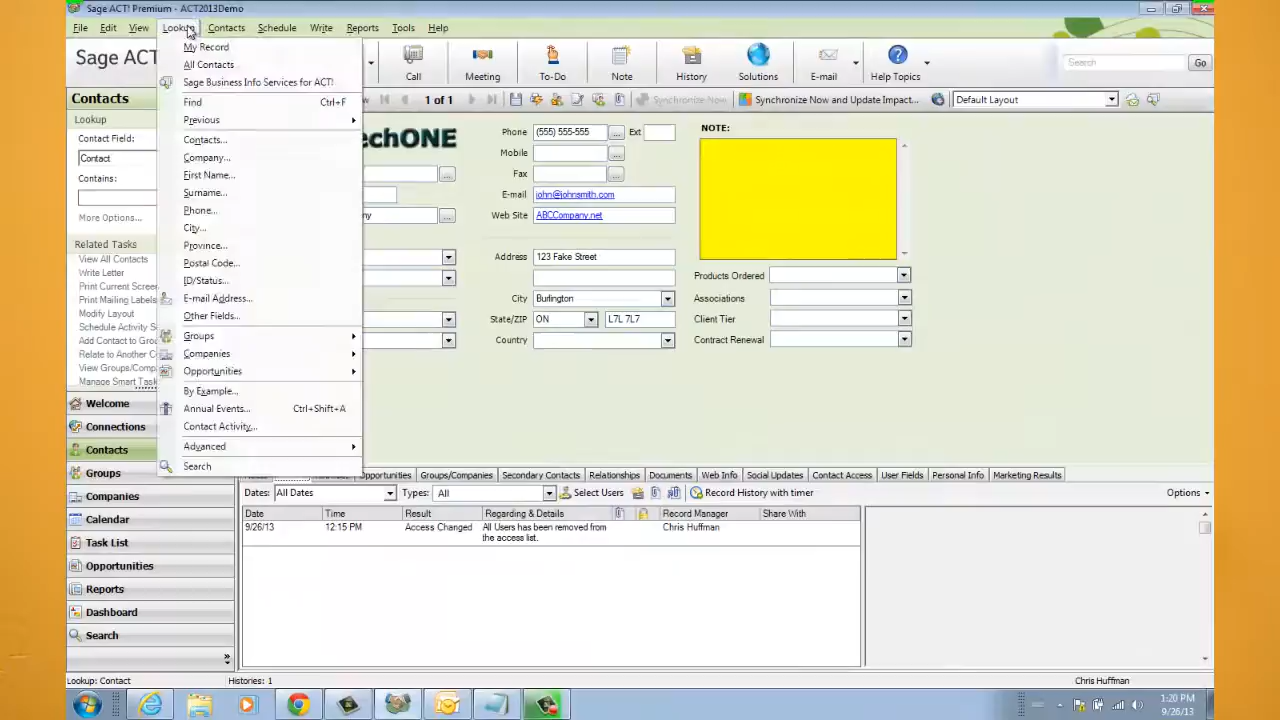 Sage ACT! Premium - ACT2013Demo
File Edit View Lookup Contacts Schedule Write Reports Tools Help
Sage ACT
Call Meeting To-Do Note History Solutions E-mail Help Topics
Search Go
1 of 1 Synchronize Now Synchronize Now and Update Impact... Default Layout
My Record
All Contacts
Sage Business Info Services for ACT!
Find Ctrl+F
Previous
Contacts...
Company...
First Name...
Surname...
Phone...
City...
Province...
Postal Code...
ID/Status...
E-mail Address...
Other Fields...
Groups
Companies
Opportunities
By Example...
Annual Events... Ctrl+Shift+A
Contact Activity...
Advanced
Search
Contacts
Lookup
Contact Field:
Contact
Contains:
More Options...
Related Tasks
View All Contacts
Write Letter
Print Current Screen
Print Mailing Labels
Modify Layout
Schedule Activity S
Add Contact to Grou
Relate to Another C
View Groups/Compan
Manage Smart Task
Welcome
Connections
Contacts
Groups
Companies
Calendar
Task List
Opportunities
Reports
Dashboard
Search
echONE
ny
Phone (555) 555-555 ... Ext
Mobile ...
Fax ...
E-mail john@johnsmith.com
Web Site ABCCompany.net
Address 123 Fake Street
City Burlington
State/ZIP ON L7L 7L7
Country
NOTE:
Products Ordered
Associations
Client Tier
Contract Renewal
Opportunities Groups/Companies Secondary Contacts Relationships Documents Web Info Social Updates Contact Access User Fields Personal Info Marketing Results
Dates: All Dates Types: All Select Users Record History with timer Options
Date Time Result Regarding & Details Record Manager Share With
9/26/13 12:15 PM Access Changed All Users has been removed from the access list. Chris Huffman
Lookup: Contact Histories: 1 Chris Huffman
1:20 PM
9/26/13